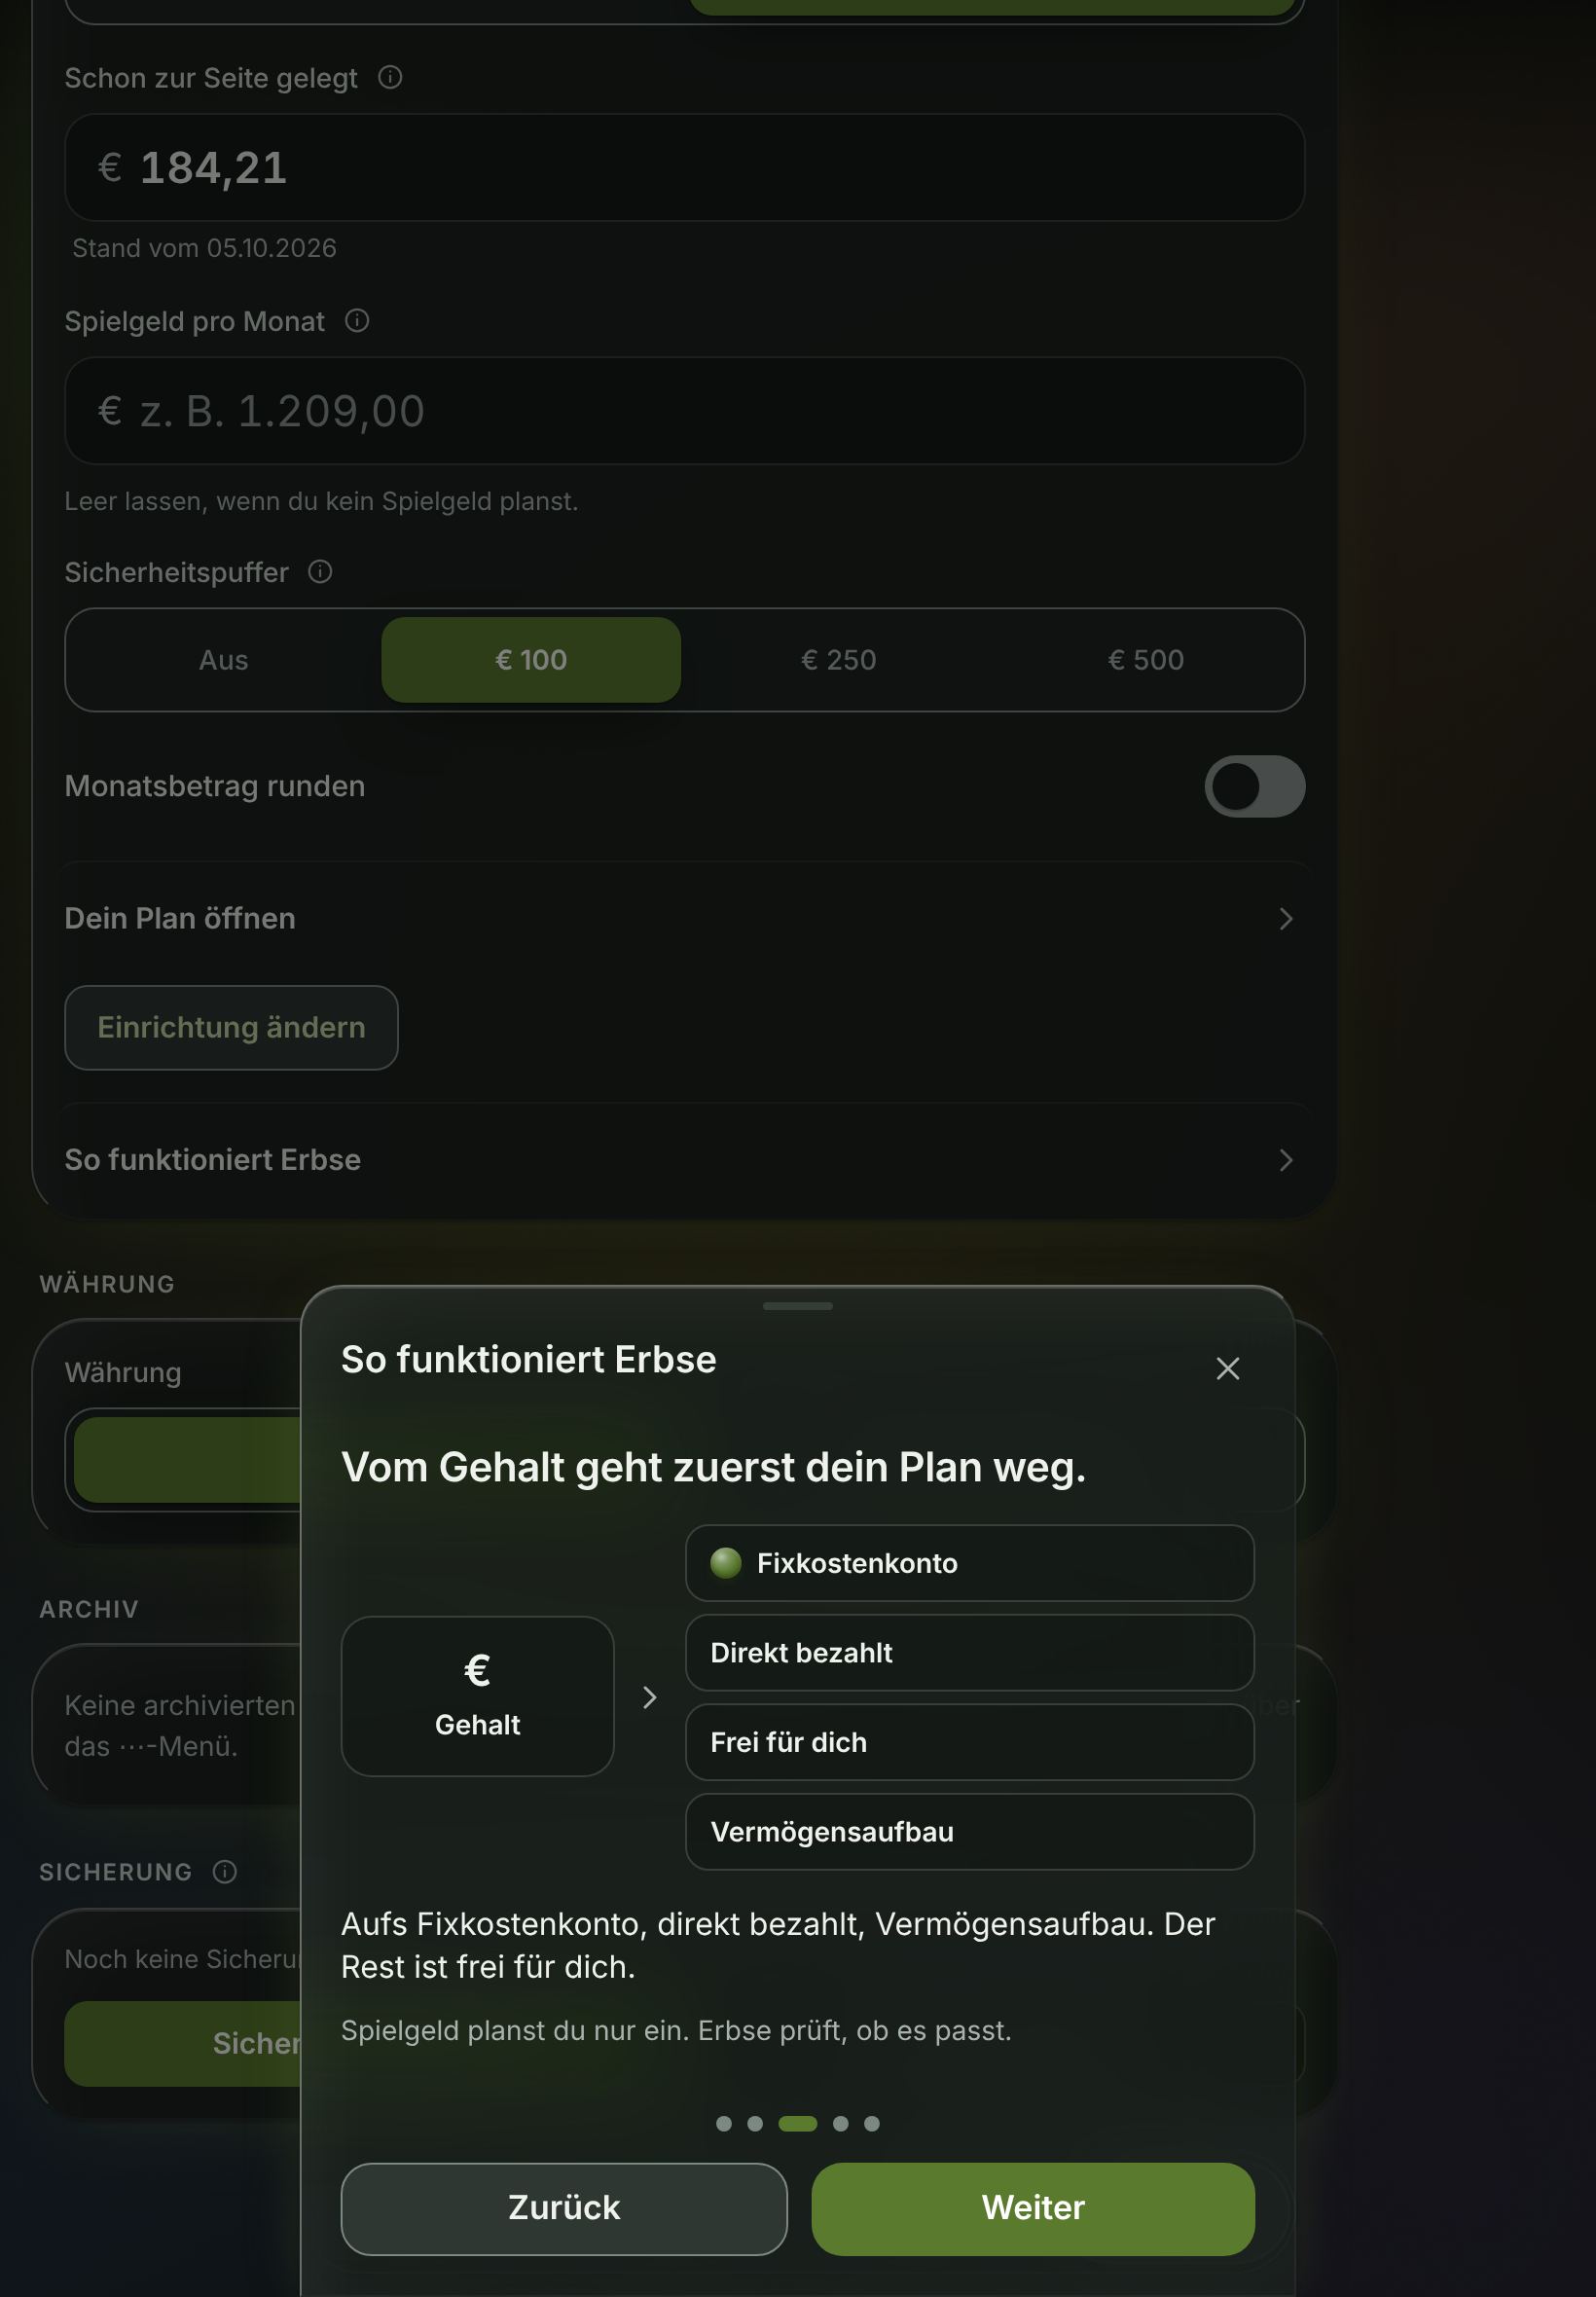 Schon zur Seite gelegt
€ 184,21
Stand vom 05.10.2026
Spielgeld pro Monat
€ z. B. 1.209,00
Leer lassen, wenn du kein Spielgeld planst.
Sicherheitspuffer
Aus € 100 € 250 € 500
Monatsbetrag runden
Dein Plan öffnen
Einrichtung ändern
So funktioniert Erbse
WÄHRUNG
Währung
ARCHIV
Keine archivierten
das ···-Menü.
SICHERUNG
Noch keine
So funktioniert Erbse
Vom Gehalt geht zuerst dein Plan weg.
€
Gehalt
Fixkostenkonto
Direkt bezahlt
Frei für dich
Vermögensaufbau
Aufs Fixkostenkonto, direkt bezahlt, Vermögensaufbau. Der
Rest ist frei für dich.
Spielgeld planst du nur ein. Erbse prüft, ob es passt.
Zurück
Weiter